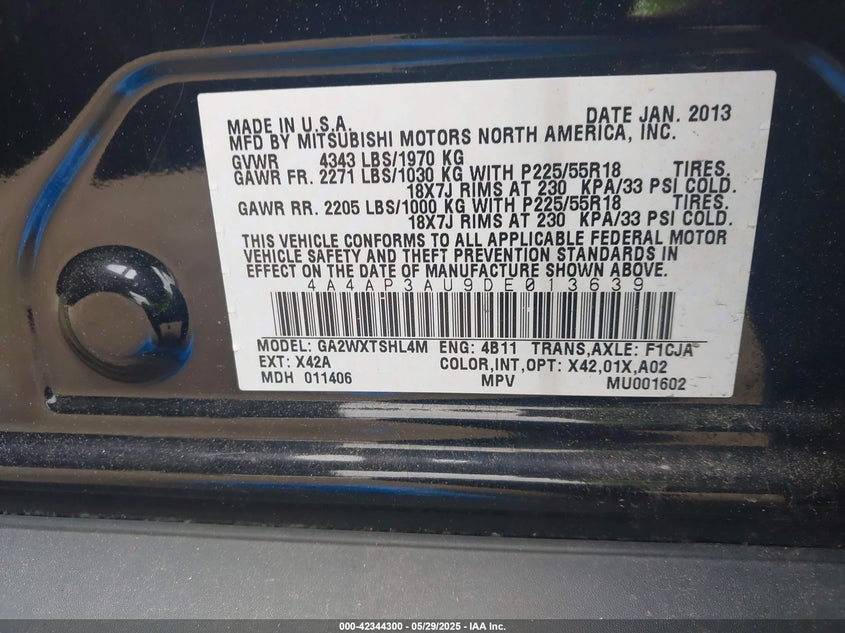 MADE IN U.S.A. DATE JAN. 2013
MFD BY MITSUBISHI MOTORS NORTH AMERICA, INC.
GVWR 4343 LBS/1970 KG
GAWR FR. 2271 LBS/1030 KG WITH P225/55R18 TIRES.
18X7J RIMS AT 230 KPA/33 PSI COLD.
GAWR RR. 2205 LBS/1000 KG WITH P225/55R18 TIRES.
18X7J RIMS AT 230 KPA/33 PSI COLD.
THIS VEHICLE CONFORMS TO ALL APPLICABLE FEDERAL MOTOR
VEHICLE SAFETY AND THEFT PREVENTION STANDARDS IN
EFFECT ON THE DATE OF MANUFACTURE SHOWN ABOVE.
4A4AP3AU9DE013639
MODEL: GA2WXTSHL4M ENG: 4B11 TRANS,AXLE: F1CJA
EXT: X42A COLOR,INT,OPT: X42,01X,A02
MDH 011406 MPV MU001602
000-42344300 - 05/29/2025 - IAA Inc.